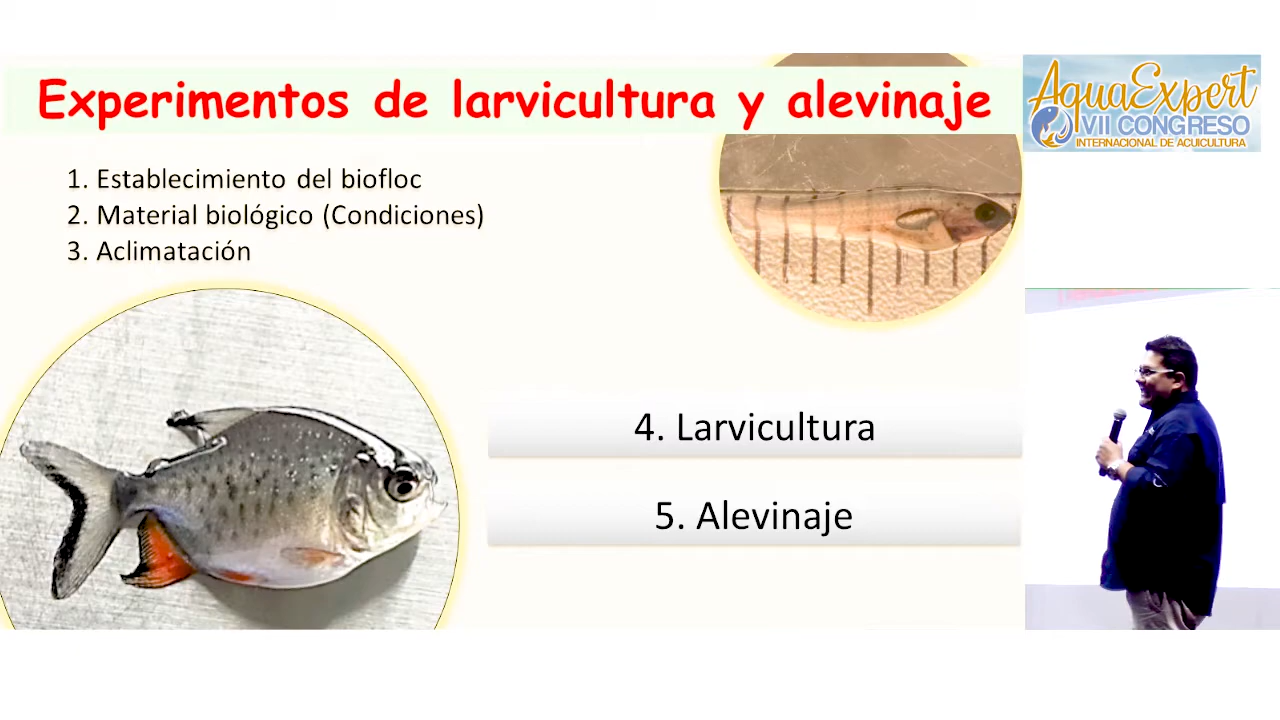 Experimentos de larvicultura y alevinaje
1. Establecimiento del biofloc
2. Material biológico (Condiciones)
3. Aclimatación
4. Larvicultura
5. Alevinaje
AquaExpert
VII CONGRESO
INTERNACIONAL DE ACUICULTURA